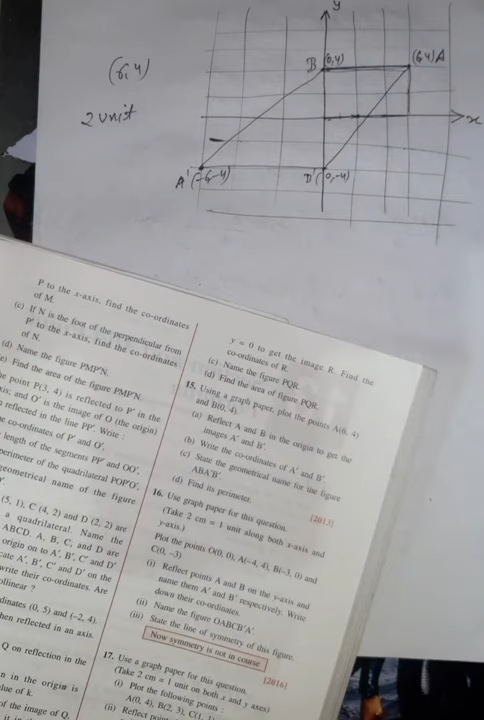 y
(6,4)
B (0,4)
(6 4) A
2 unit
x
A' (-6,-4)
B' (0,-4)
P to the x-axis, find the co-ordinates
of M.
(c) If N is the foot of the perpendicular from
P' to the x-axis, find the co-ordinates
of N.
(d) Name the figure PMP'N.
(e) Find the area of the figure PMP'N.
point P(3, 4) is reflected to P' in the
and O' is the image of O (the origin)
reflected in the line PP'. Write :
co-ordinates of P' and O'.
length of the segments PP' and OO'.
perimeter of the quadrilateral POP'O'.
geometrical name of the figure
(5, 1), C (4, 2) and D (2, 2) are
a quadrilateral. Name the
ABCD. A, B, C, and D are
origin on to A', B', C' and D'
A', B', C' and D' on the
write their co-ordinates. Are
(0, 5) and (–2, 4).
when reflected in an axis.
Q on reflection in the
in the origin is
of k.
of the image of Q.
y = 0 to get the image R. Find the
co-ordinates of R.
(c) Name the figure PQR.
(d) Find the area of figure PQR.
15. Using a graph paper, plot the points A(6, 4)
and B(0, 4).
(a) Reflect A and B in the origin to get the
images A' and B'.
(b) Write the co-ordinates of A' and B'.
(c) State the geometrical name for the figure
ABA'B'.
(d) Find its perimeter.
[2013]
16. Use graph paper for this question.
(Take 2 cm = 1 unit along both x-axis and
y-axis.)
Plot the points O(0, 0), A(–4, 4), B(–3, 0) and
C(0, –3)
(i) Reflect points A and B on the y-axis and
name them A' and B' respectively. Write
down their co-ordinates.
(ii) Name the figure OABCB'A'.
(iii) State the line of symmetry of this figure.
Now symmetry is not in course
[2016]
17. Use a graph paper for this question.
(Take 2 cm = 1 unit on both x and y axes)
(i) Plot the following points :
A(0, 4), B(2, 3), C(1, 1)
(ii) Reflect